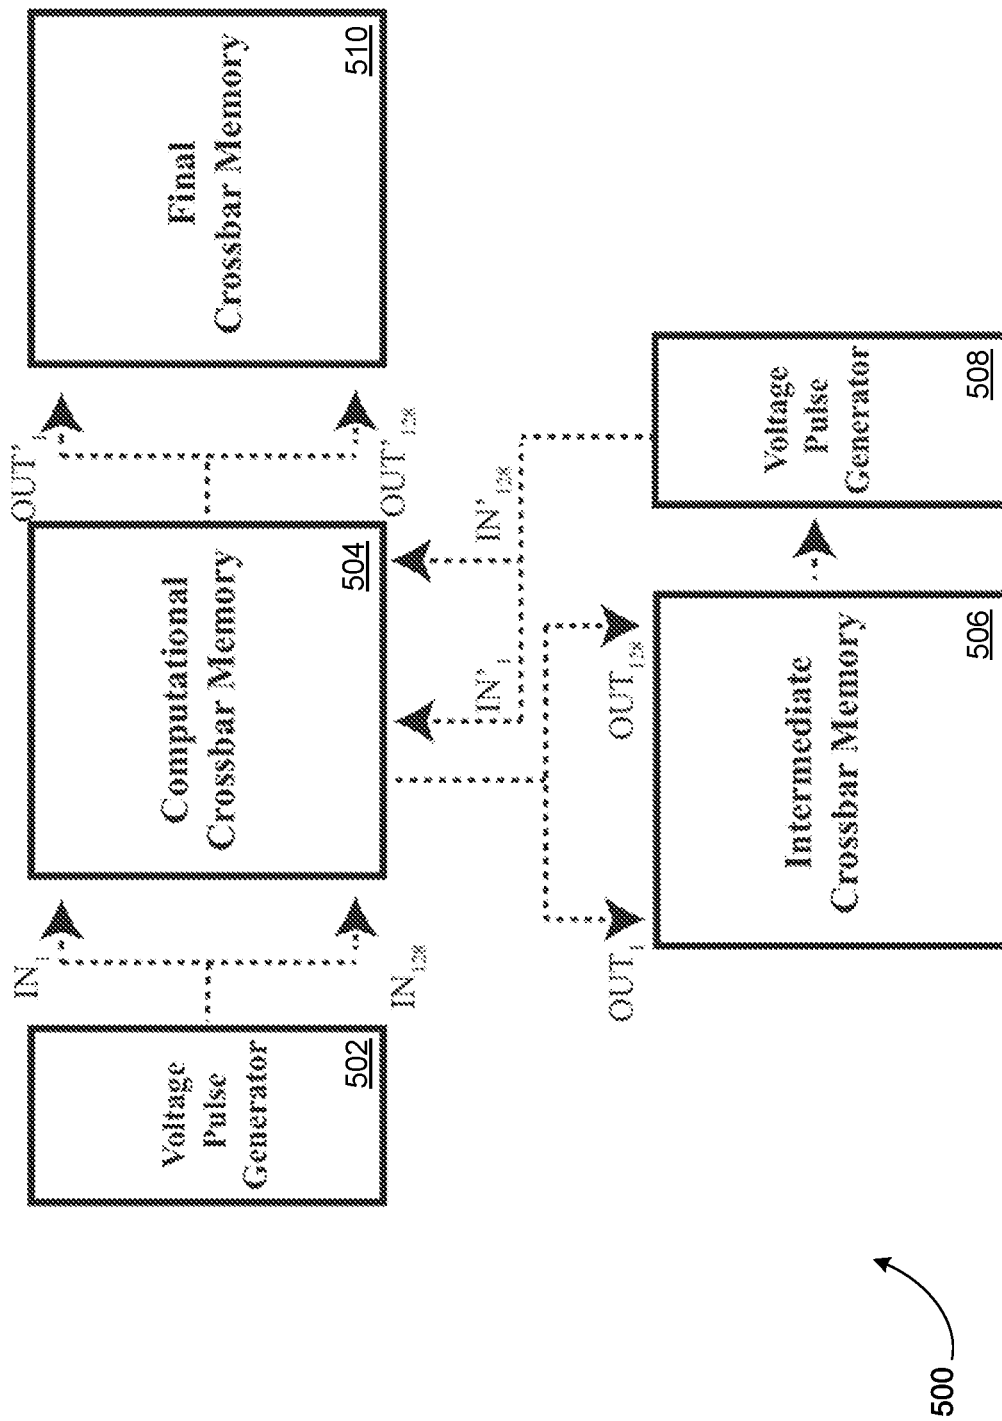 Voltage
Pulse
Generator
502
IN₁
IN₁₂₈
Computational
Crossbar Memory
504
OUT'₁
OUT'₁₂₈
Final
Crossbar Memory
510
IN'₁
IN'₁₂₈
OUT₁
OUT₁₂₈
Intermediate
Crossbar Memory
506
Voltage
Pulse
Generator
508
500